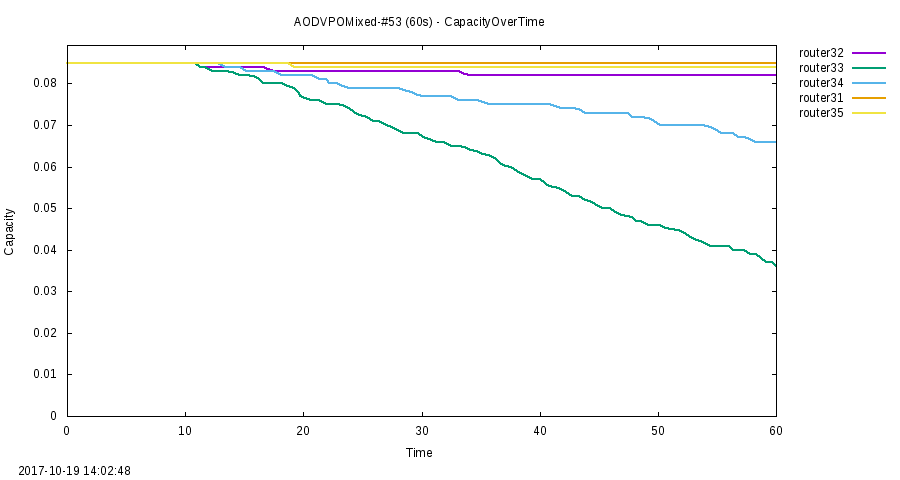 AODVPOMixed-#53 (60s) - CapacityOverTime
router32
router33
router34
router31
router35
0.08
0.07
0.06
0.05
0.04
0.03
0.02
0.01
0
Capacity
0 10 20 30 40 50 60
Time
2017-10-19 14:02:48